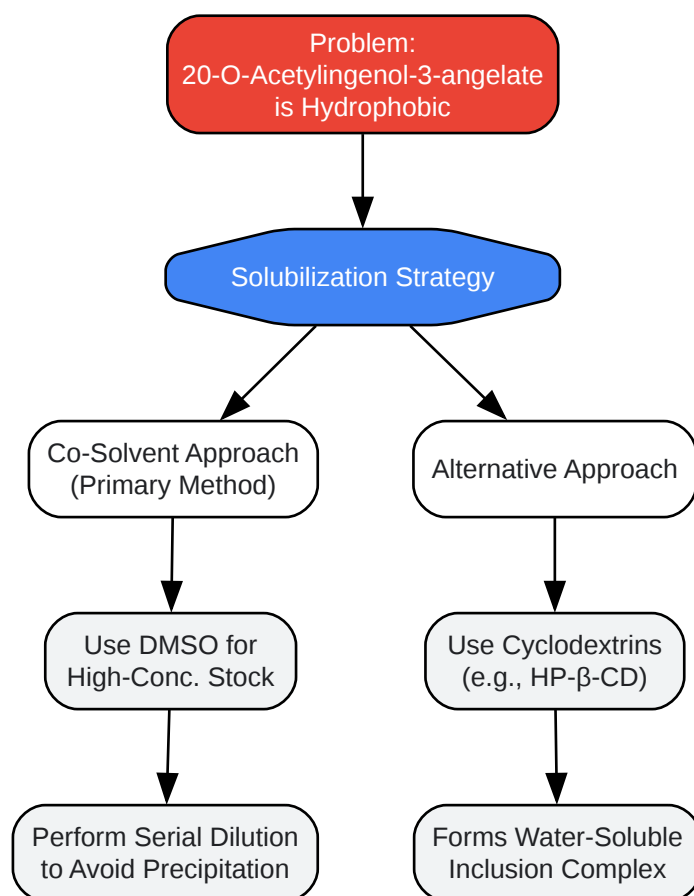 Problem:
20-O-Acetylingenol-3-angelate
is Hydrophobic
Solubilization Strategy
Co-Solvent Approach
(Primary Method)
Alternative Approach
Use DMSO for
High-Conc. Stock
Use Cyclodextrins
(e.g., HP-β-CD)
Perform Serial Dilution
to Avoid Precipitation
Forms Water-Soluble
Inclusion Complex